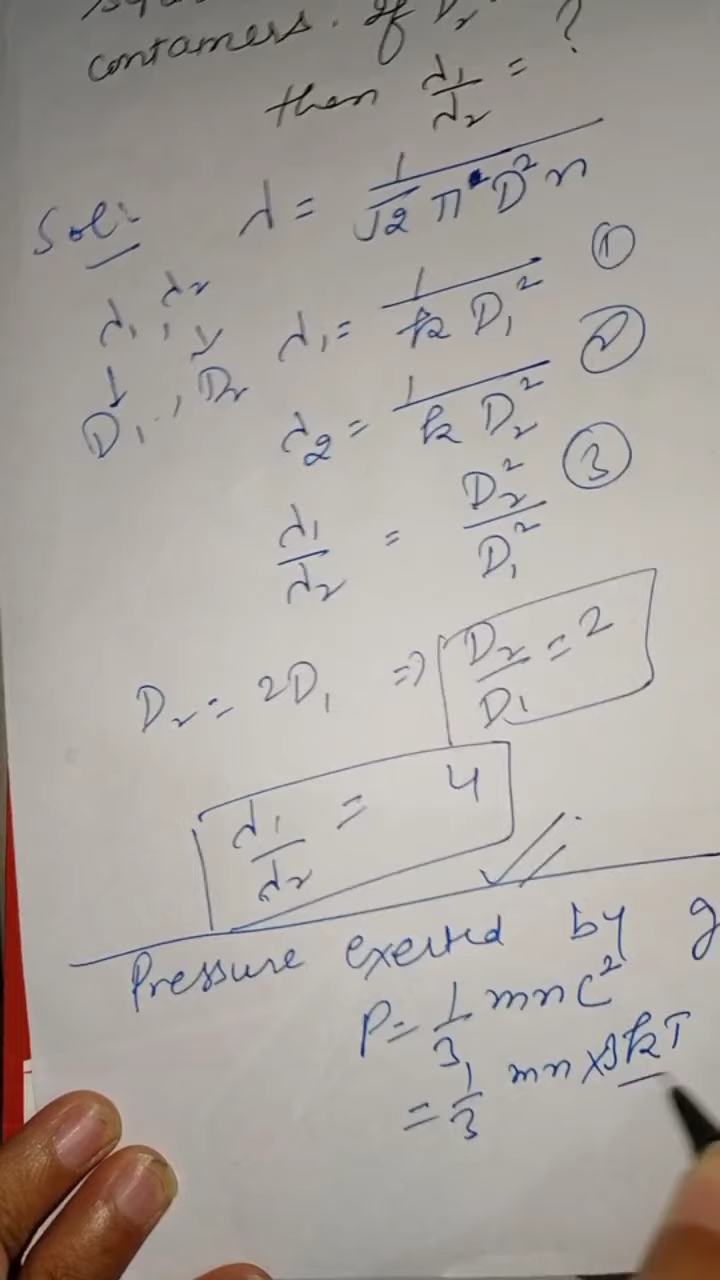 containers. If D₂
then λ₁/λ₂ = ?
Sol: λ = 1/(√2 π D² n)
λ₁, λ₂
λ₁ = 1/(k D₁²) ①
D₁, D₂
λ₂ = 1/(k D₂²) ②
λ₁/λ₂ = D₂²/D₁² ③
D₂ = 2D₁ ⇒ D₂/D₁ = 2
λ₁/λ₂ = 4
Pressure exerted by g
P = 1/3 mnC²
= 1/3 mn × 3kT